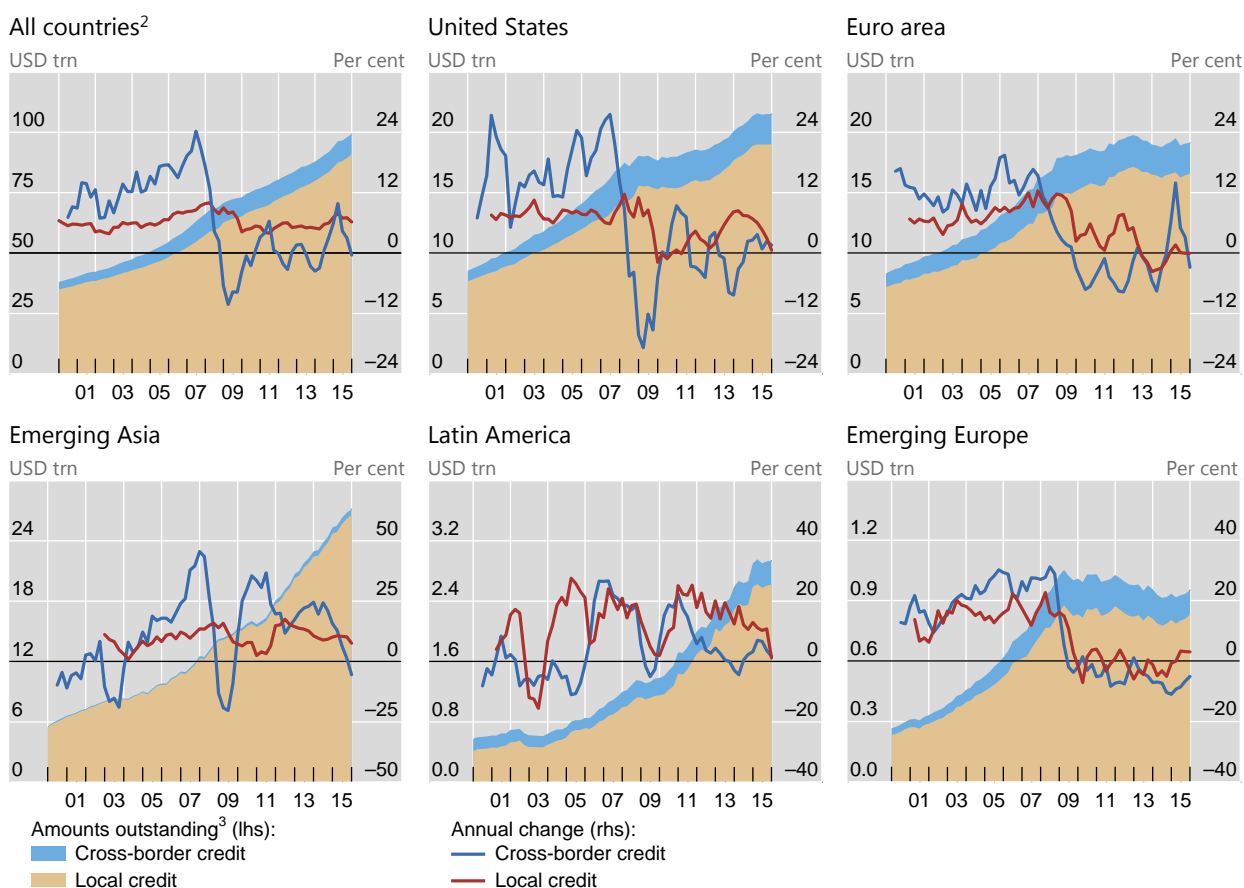 All countries2 United States Euro area
USD trn Per cent USD trn Per cent USD trn Per cent
100 24 20 24 20 24
75 12 15 12 15 12
50 0 10 0 10 0
25 –12 5 –12 5 –12
0 –24 0 –24 0 –24
01 03 05 07 09 11 13 15 01 03 05 07 09 11 13 15 01 03 05 07 09 11 13 15
Emerging Asia Latin America Emerging Europe
USD trn Per cent USD trn Per cent USD trn Per cent
24 50 3.2 40 1.2 40
18 25 2.4 20 0.9 20
12 0 1.6 0 0.6 0
6 –25 0.8 –20 0.3 –20
0 –50 0.0 –40 0.0 –40
01 03 05 07 09 11 13 15 01 03 05 07 09 11 13 15 01 03 05 07 09 11 13 15
Amounts outstanding3 (lhs): Annual change (rhs):
Cross-border credit Cross-border credit
Local credit Local credit